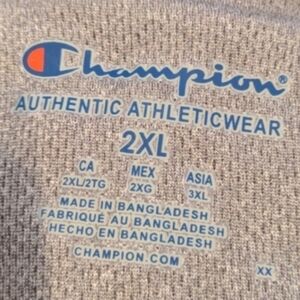 Champion
AUTHENTIC ATHLETICWEAR
2XL
CA MEX ASIA
2XL/2TG 2XG 3XL
MADE IN BANGLADESH
FABRIQUÉ AU BANGLADESH
HECHO EN BANGLADESH
CHAMPION.COM
XX